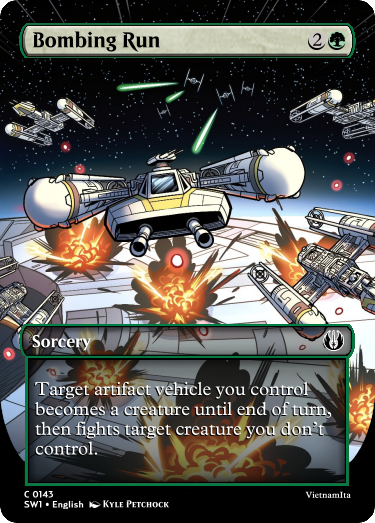 Bombing Run 2
Sorcery
Target artifact vehicle you control
becomes a creature until end of turn,
then fights target creature you don't
control.
C 0143
SW1 • English Kyle Petchock VietnamIta